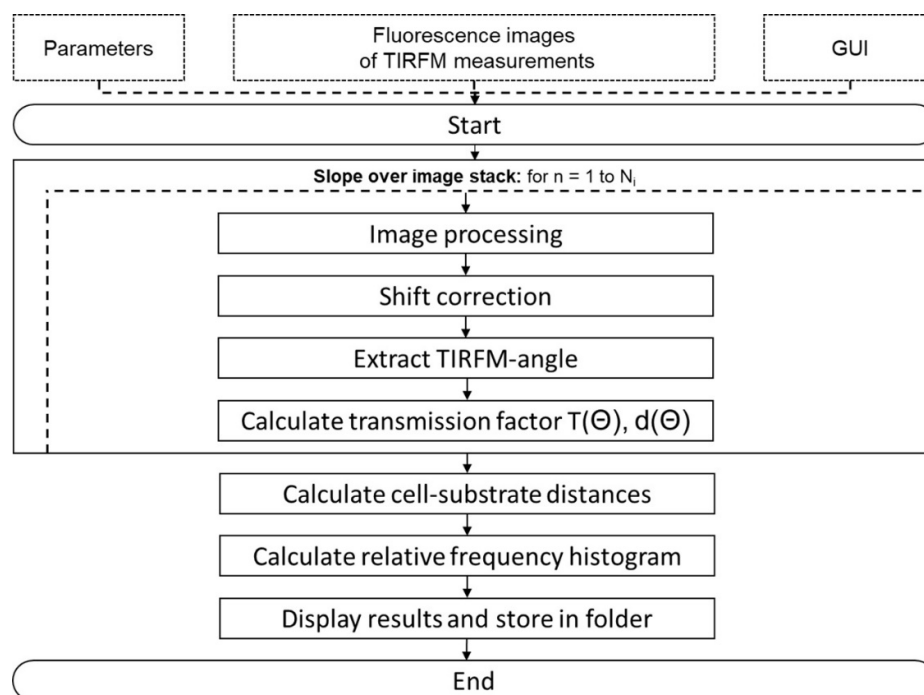 Parameters
Fluorescence images
of TIRFM measurements
GUI
Start
Slope over image stack: for n = 1 to Nᵢ
Image processing
Shift correction
Extract TIRFM-angle
Calculate transmission factor T(Θ), d(Θ)
Calculate cell-substrate distances
Calculate relative frequency histogram
Display results and store in folder
End